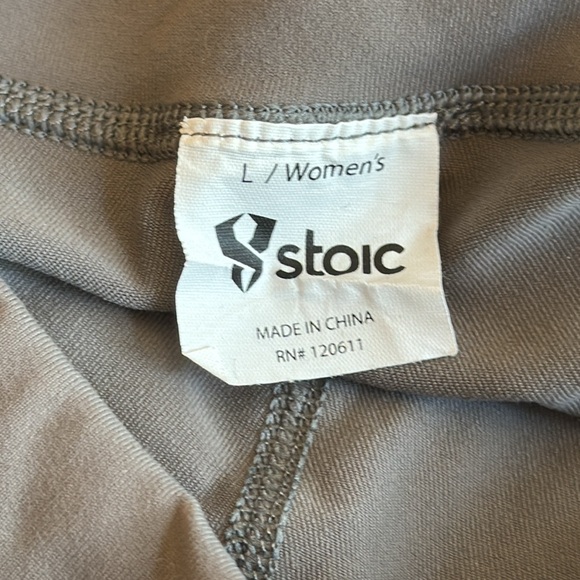 L / Women's
stoic
MADE IN CHINA
RN# 120611